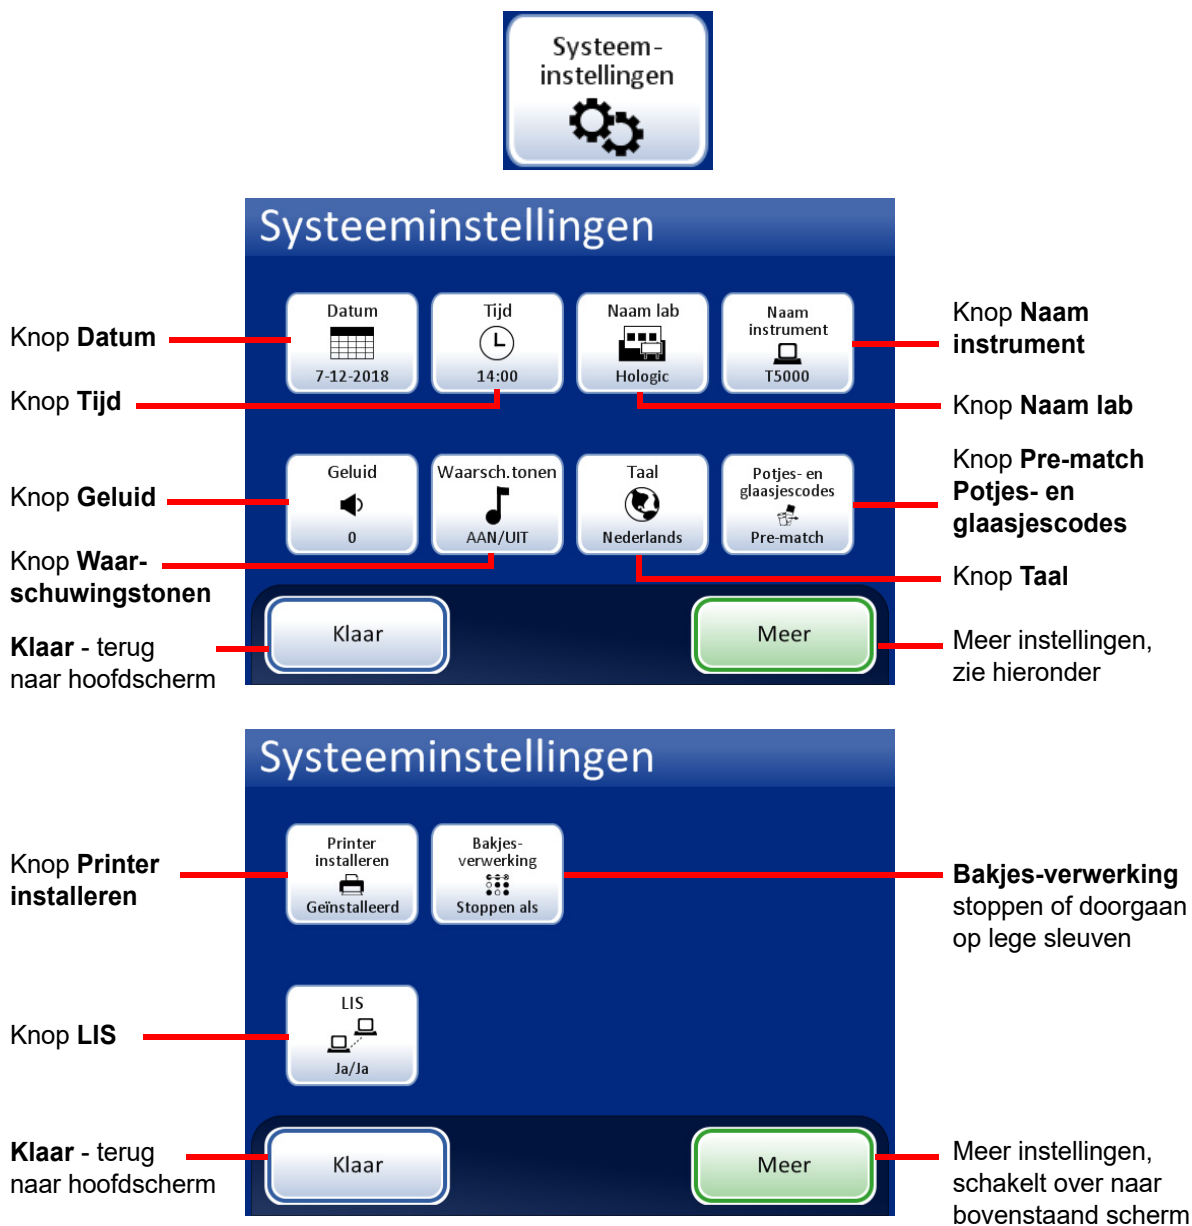 Systeem-
instellingen
Systeeminstellingen
Datum
7-12-2018
Tijd
14:00
Naam lab
Hologic
Naam
instrument
T5000
Knop Datum
Knop Tijd
Knop Naam
instrument
Knop Naam lab
Geluid
0
Waarsch.tonen
AAN/UIT
Taal
Nederlands
Potjes- en
glaasjescodes
Pre-match
Knop Geluid
Knop Waar-
schuwingstonen
Knop Pre-match
Potjes- en
glaasjescodes
Knop Taal
Klaar
Meer
Klaar - terug
naar hoofdscherm
Meer instellingen,
zie hieronder
Systeeminstellingen
Printer
installeren
Geïnstalleerd
Bakjes-
verwerking
Stoppen als
Knop Printer
installeren
Bakjes-verwerking
stoppen of doorgaan
op lege sleuven
LIS
Ja/Ja
Knop LIS
Klaar
Meer
Klaar - terug
naar hoofdscherm
Meer instellingen,
schakelt over naar
bovenstaand scherm